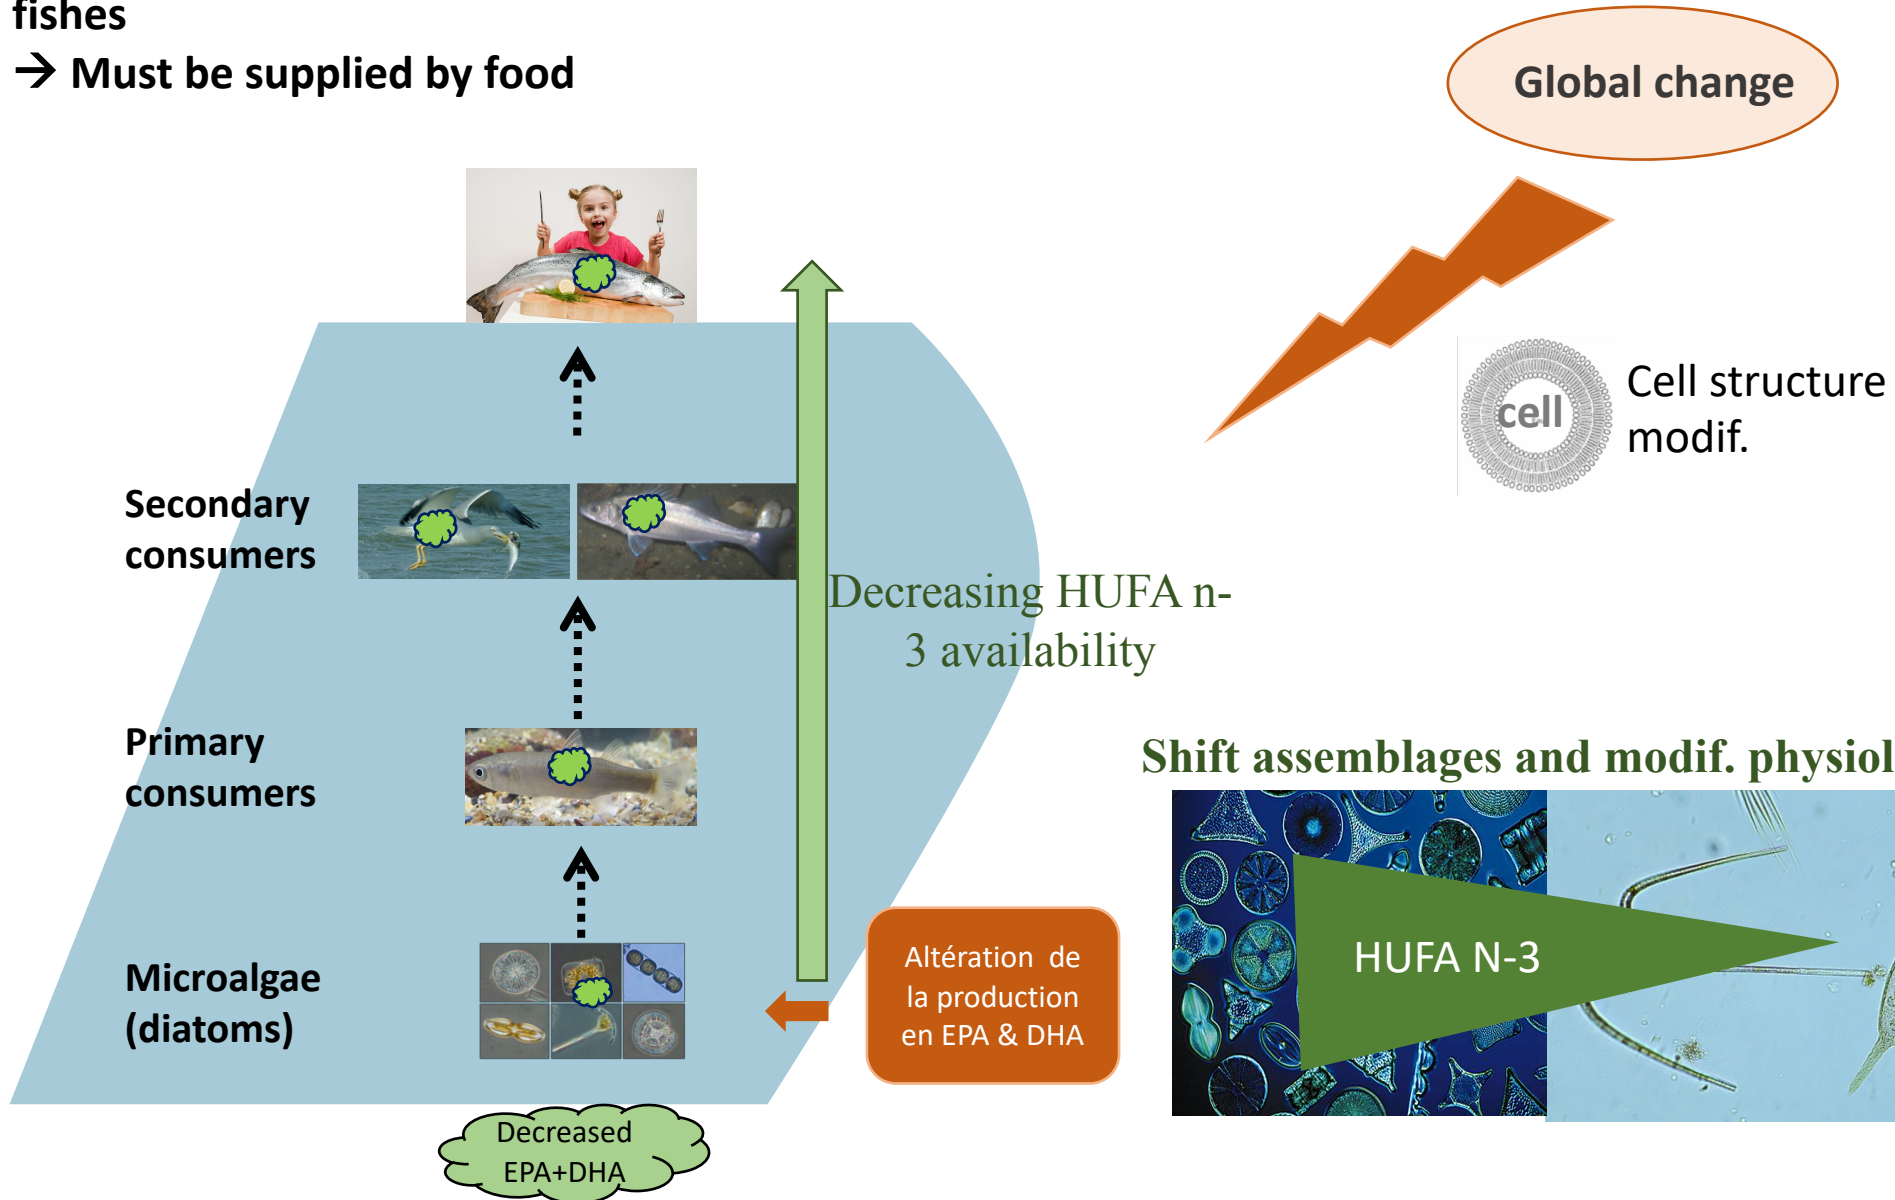 fishes
→ Must be supplied by food
Global change
cell
Cell structure
modif.
Secondary
consumers
Decreasing HUFA n-
3 availability
Primary
consumers
Shift assemblages and modif. physiol
HUFA N-3
Microalgae
(diatoms)
Altération de
la production
en EPA & DHA
Decreased
EPA+DHA